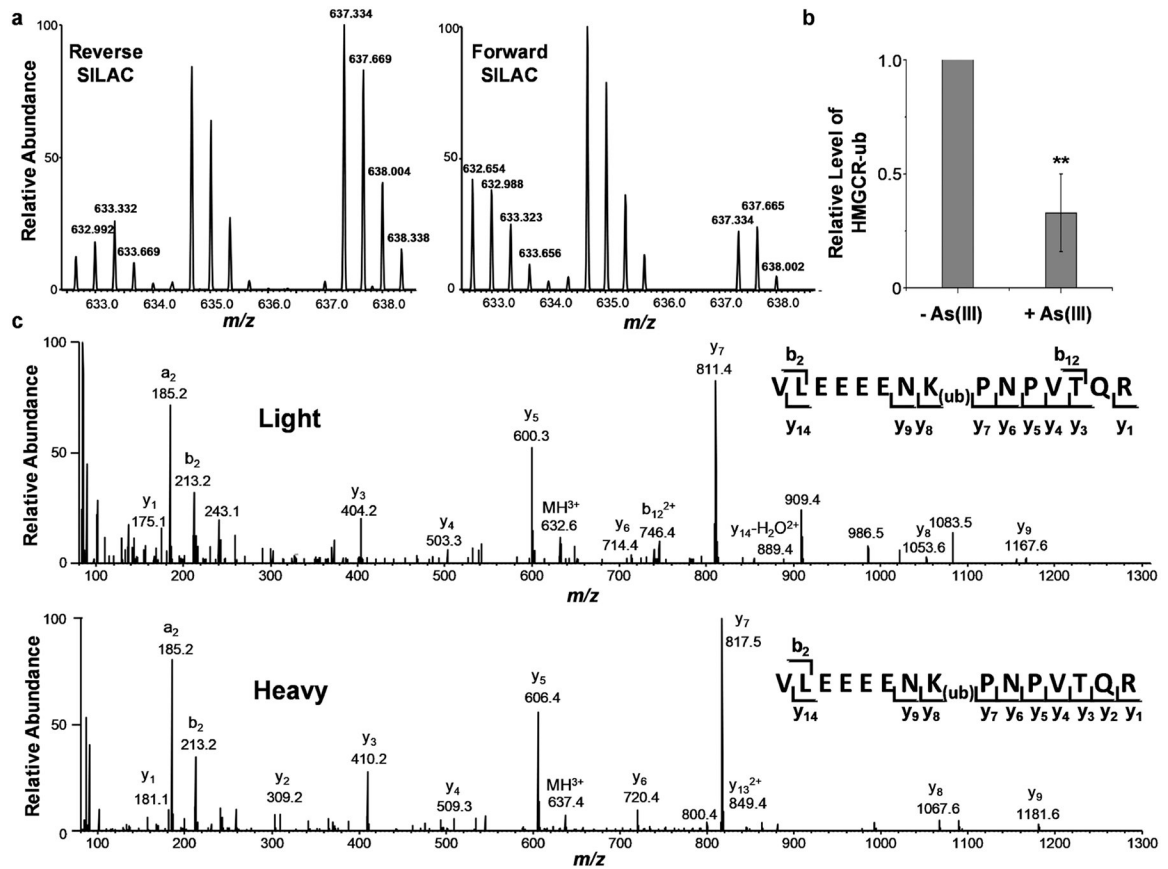 a
Reverse
SILAC
Relative Abundance
100
50
0
632.992
633.332
633.669
637.334
637.669
638.004
638.338
633.0 634.0 635.0 636.0 637.0 638.0
m/z
Forward
SILAC
100
50
0
632.654
632.988
633.323
633.656
637.334
637.665
638.002
633.0 634.0 635.0 636.0 637.0 638.0
m/z
b
Relative Level of
HMGCR-ub
1.0
0.5
0
**
- As(III) + As(III)
c
Relative Abundance
100
50
0
Light
y1
175.1
a2
185.2
b2
213.2
243.1
y3
404.2
y4
503.3
y5
600.3
MH3+
632.6
y6
714.4
b12 2+
746.4
y7
811.4
y14-H2O2+
889.4
909.4
986.5
y8
1053.6
1083.5
y9
1167.6
b2 b12
VLEEEENK(ub)PNPVTQR
y14 y9 y8 y7 y6 y5 y4 y3 y1
100 200 300 400 500 600 700 800 900 1000 1100 1200 1300
m/z
Relative Abundance
100
50
0
Heavy
y1
181.1
a2
185.2
b2
213.2
y2
309.2
y3
410.2
y4
509.3
y5
606.4
MH3+
637.4
y6
720.4
800.4
y7
817.5
y13 2+
849.4
y8
1067.6
y9
1181.6
b2
VLEEEENK(ub)PNPVTQR
y14 y9 y8 y7 y6 y5 y4 y3 y2 y1
100 200 300 400 500 600 700 800 900 1000 1100 1200 1300
m/z